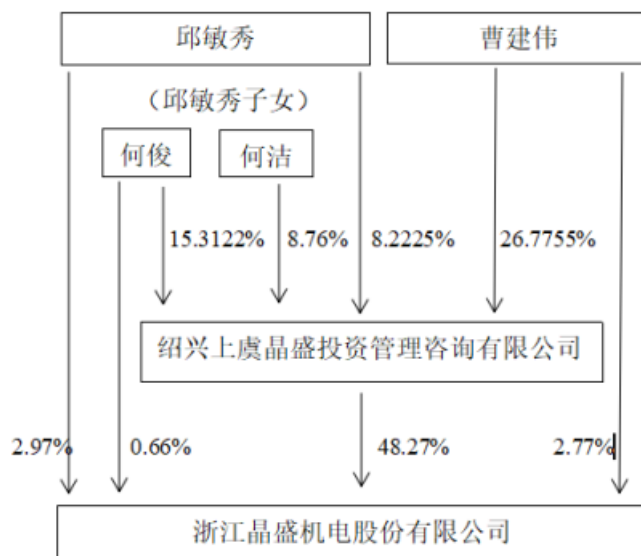 邱敏秀
曹建伟
（邱敏秀子女）
何俊
何洁
15.3122%
8.76%
8.2225%
26.7755%
绍兴上虞晶盛投资管理咨询有限公司
2.97%
0.66%
48.27%
2.77%
浙江晶盛机电股份有限公司